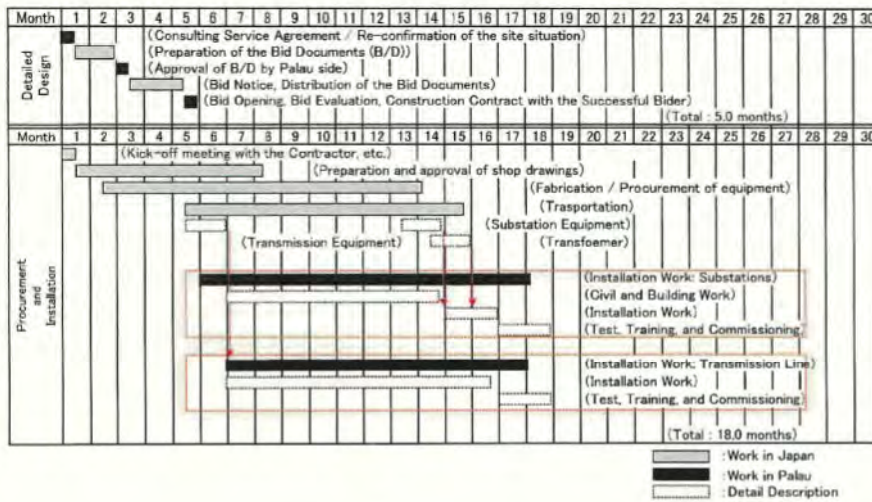 Month 1 2 3 4 5 6 7 8 9 10 11 12 13 14 15 16 17 18 19 20 21 22 23 24 25 26 27 28 29 30
Detailed Design
(Consulting Service Agreement / Re-confirmation of the site situation)
(Preparation of the Bid Documents (B/D))
(Approval of B/D by Palau side)
(Bid Notice, Distribution of the Bid Documents)
(Bid Opening, Bid Evaluation, Construction Contract with the Successful Bider)
(Total : 5.0 months)
Month 1 2 3 4 5 6 7 8 9 10 11 12 13 14 15 16 17 18 19 20 21 22 23 24 25 26 27 28 29 30
Procurement and Installation
(Kick-off meeting with the Contractor, etc.)
(Preparation and approval of shop drawings)
(Fabrication / Procurement of equipment)
(Trasportation)
(Substation Equipment)
(Transmission Equipment) (Transfoemer)
(Installation Work: Substations)
(Civil and Building Work)
(Installation Work)
(Test, Training, and Commissioning)
(Installation Work: Transmission Line)
(Installation Work)
(Test, Training, and Commissioning)
(Total : 18.0 months)
:Work in Japan
:Work in Palau
:Detail Description